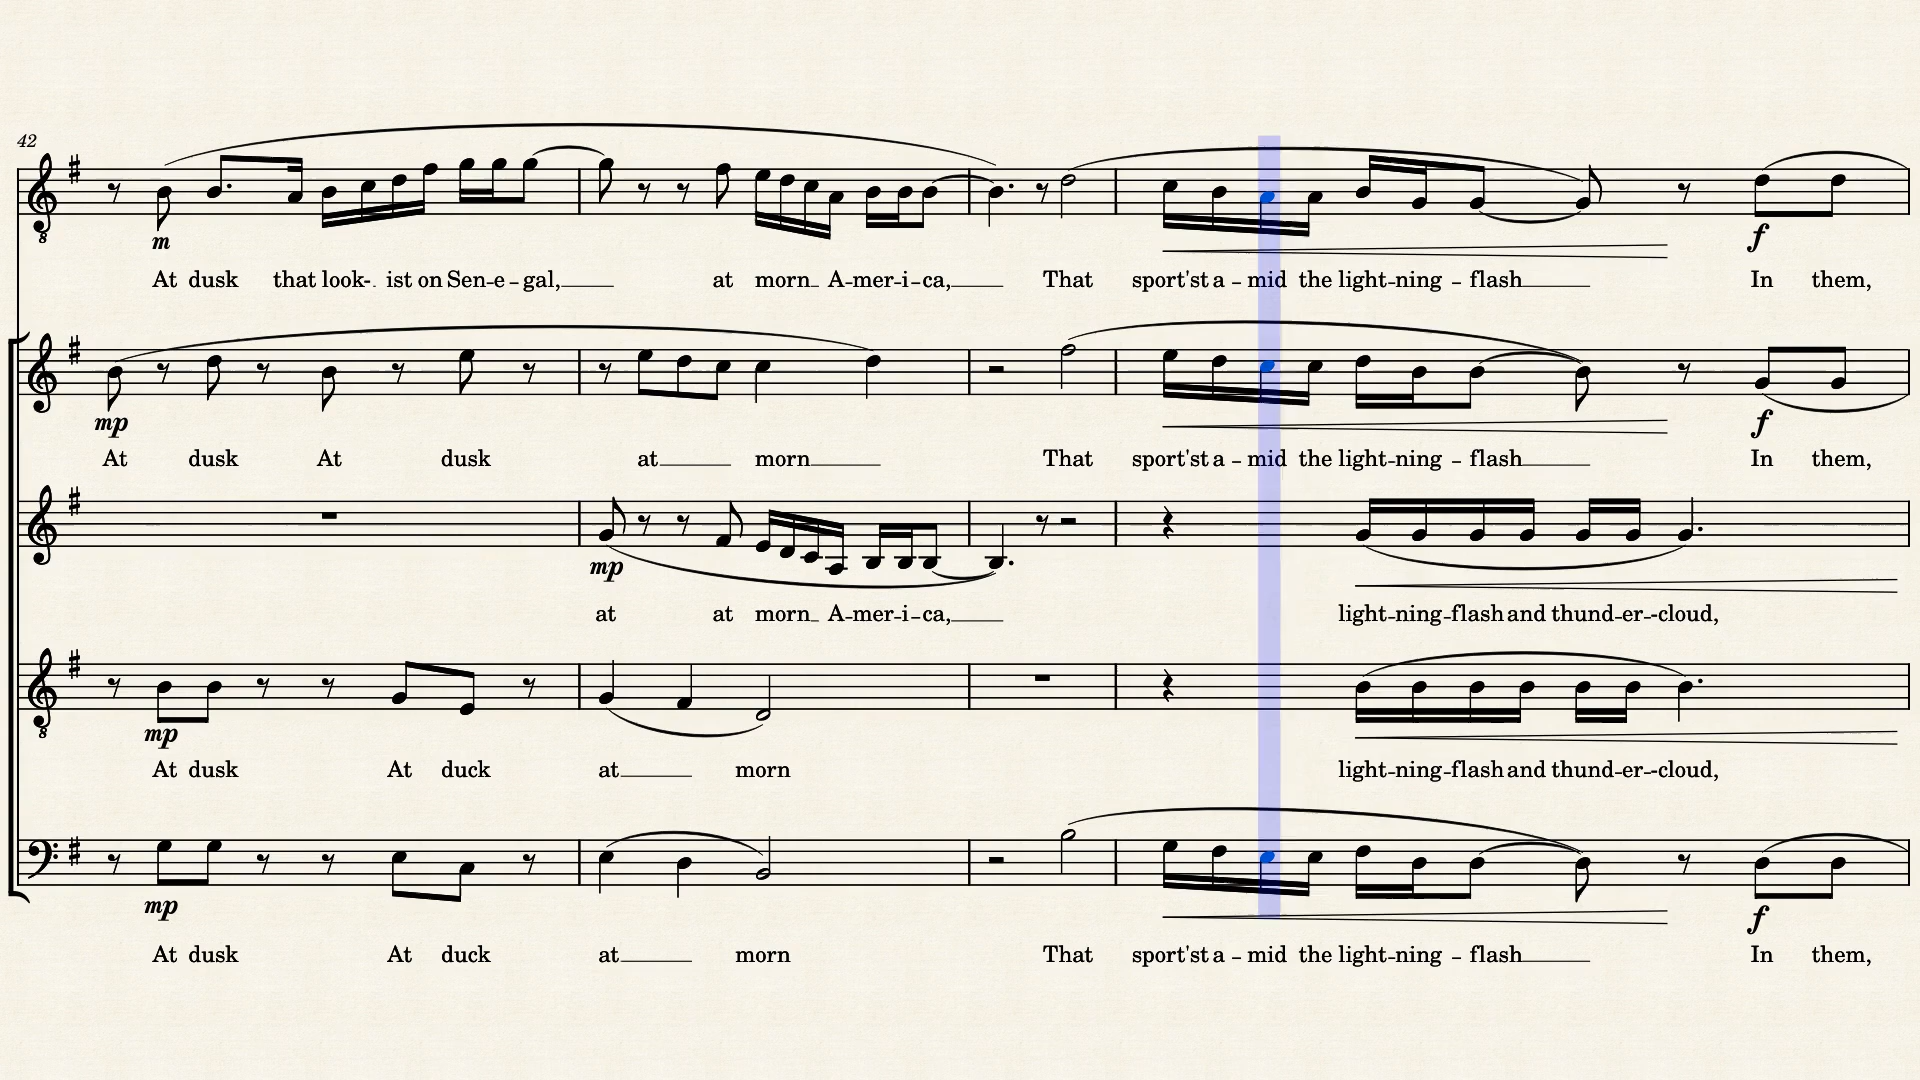 42
8
m
At dusk that look-. ist on Sen-e-gal, at morn A-mer-i-ca, That sport'st a-mid the light-ning-flash In them,
f
mp
At dusk At dusk at morn That sport'st a-mid the light-ning-flash In them,
f
mp
at at morn A-mer-i-ca, light-ning-flash and thund-er--cloud,
8
mp
At dusk At duck at morn light-ning-flash and thund-er--cloud,
mp
f
At dusk At duck at morn That sport'st a-mid the light-ning-flash In them,